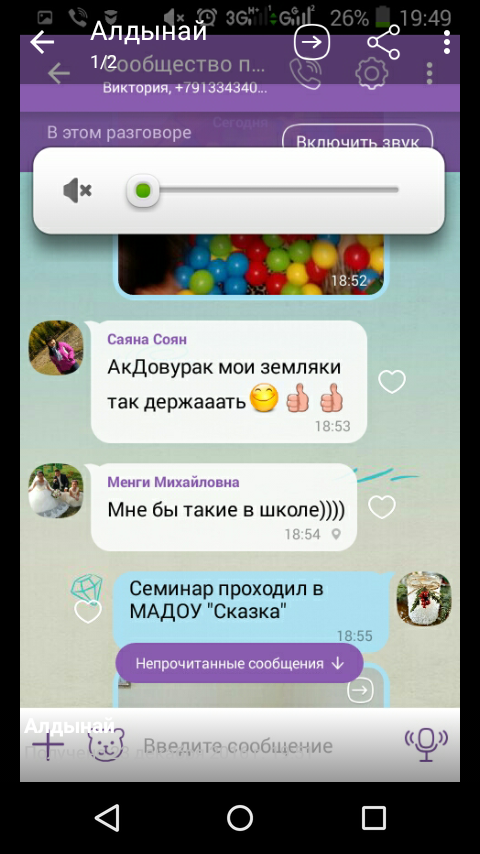 3G H+ G 26% 19:49
Алдынай
1/2
Сообщество п...
Виктория, +791334340...
Сегодня
В этом разговоре
Включить звук
18:52
Саяна Соян
АкДовурак мои земляки
так держааать😊👍👍
18:53
Менги Михайловна
Мне бы такие в школе))))
18:54
Семинар проходил в
МАДОУ "Сказка"
18:55
Непрочитанные сообщения ↓
Алдынай
Введите сообщение